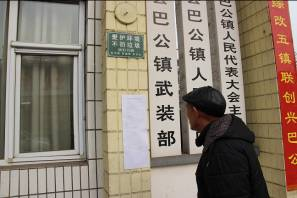 爱护环境
不扔垃圾
巴公镇武装部
巴公镇人
巴公镇人民代表大会主
改五镇联创兴巴公